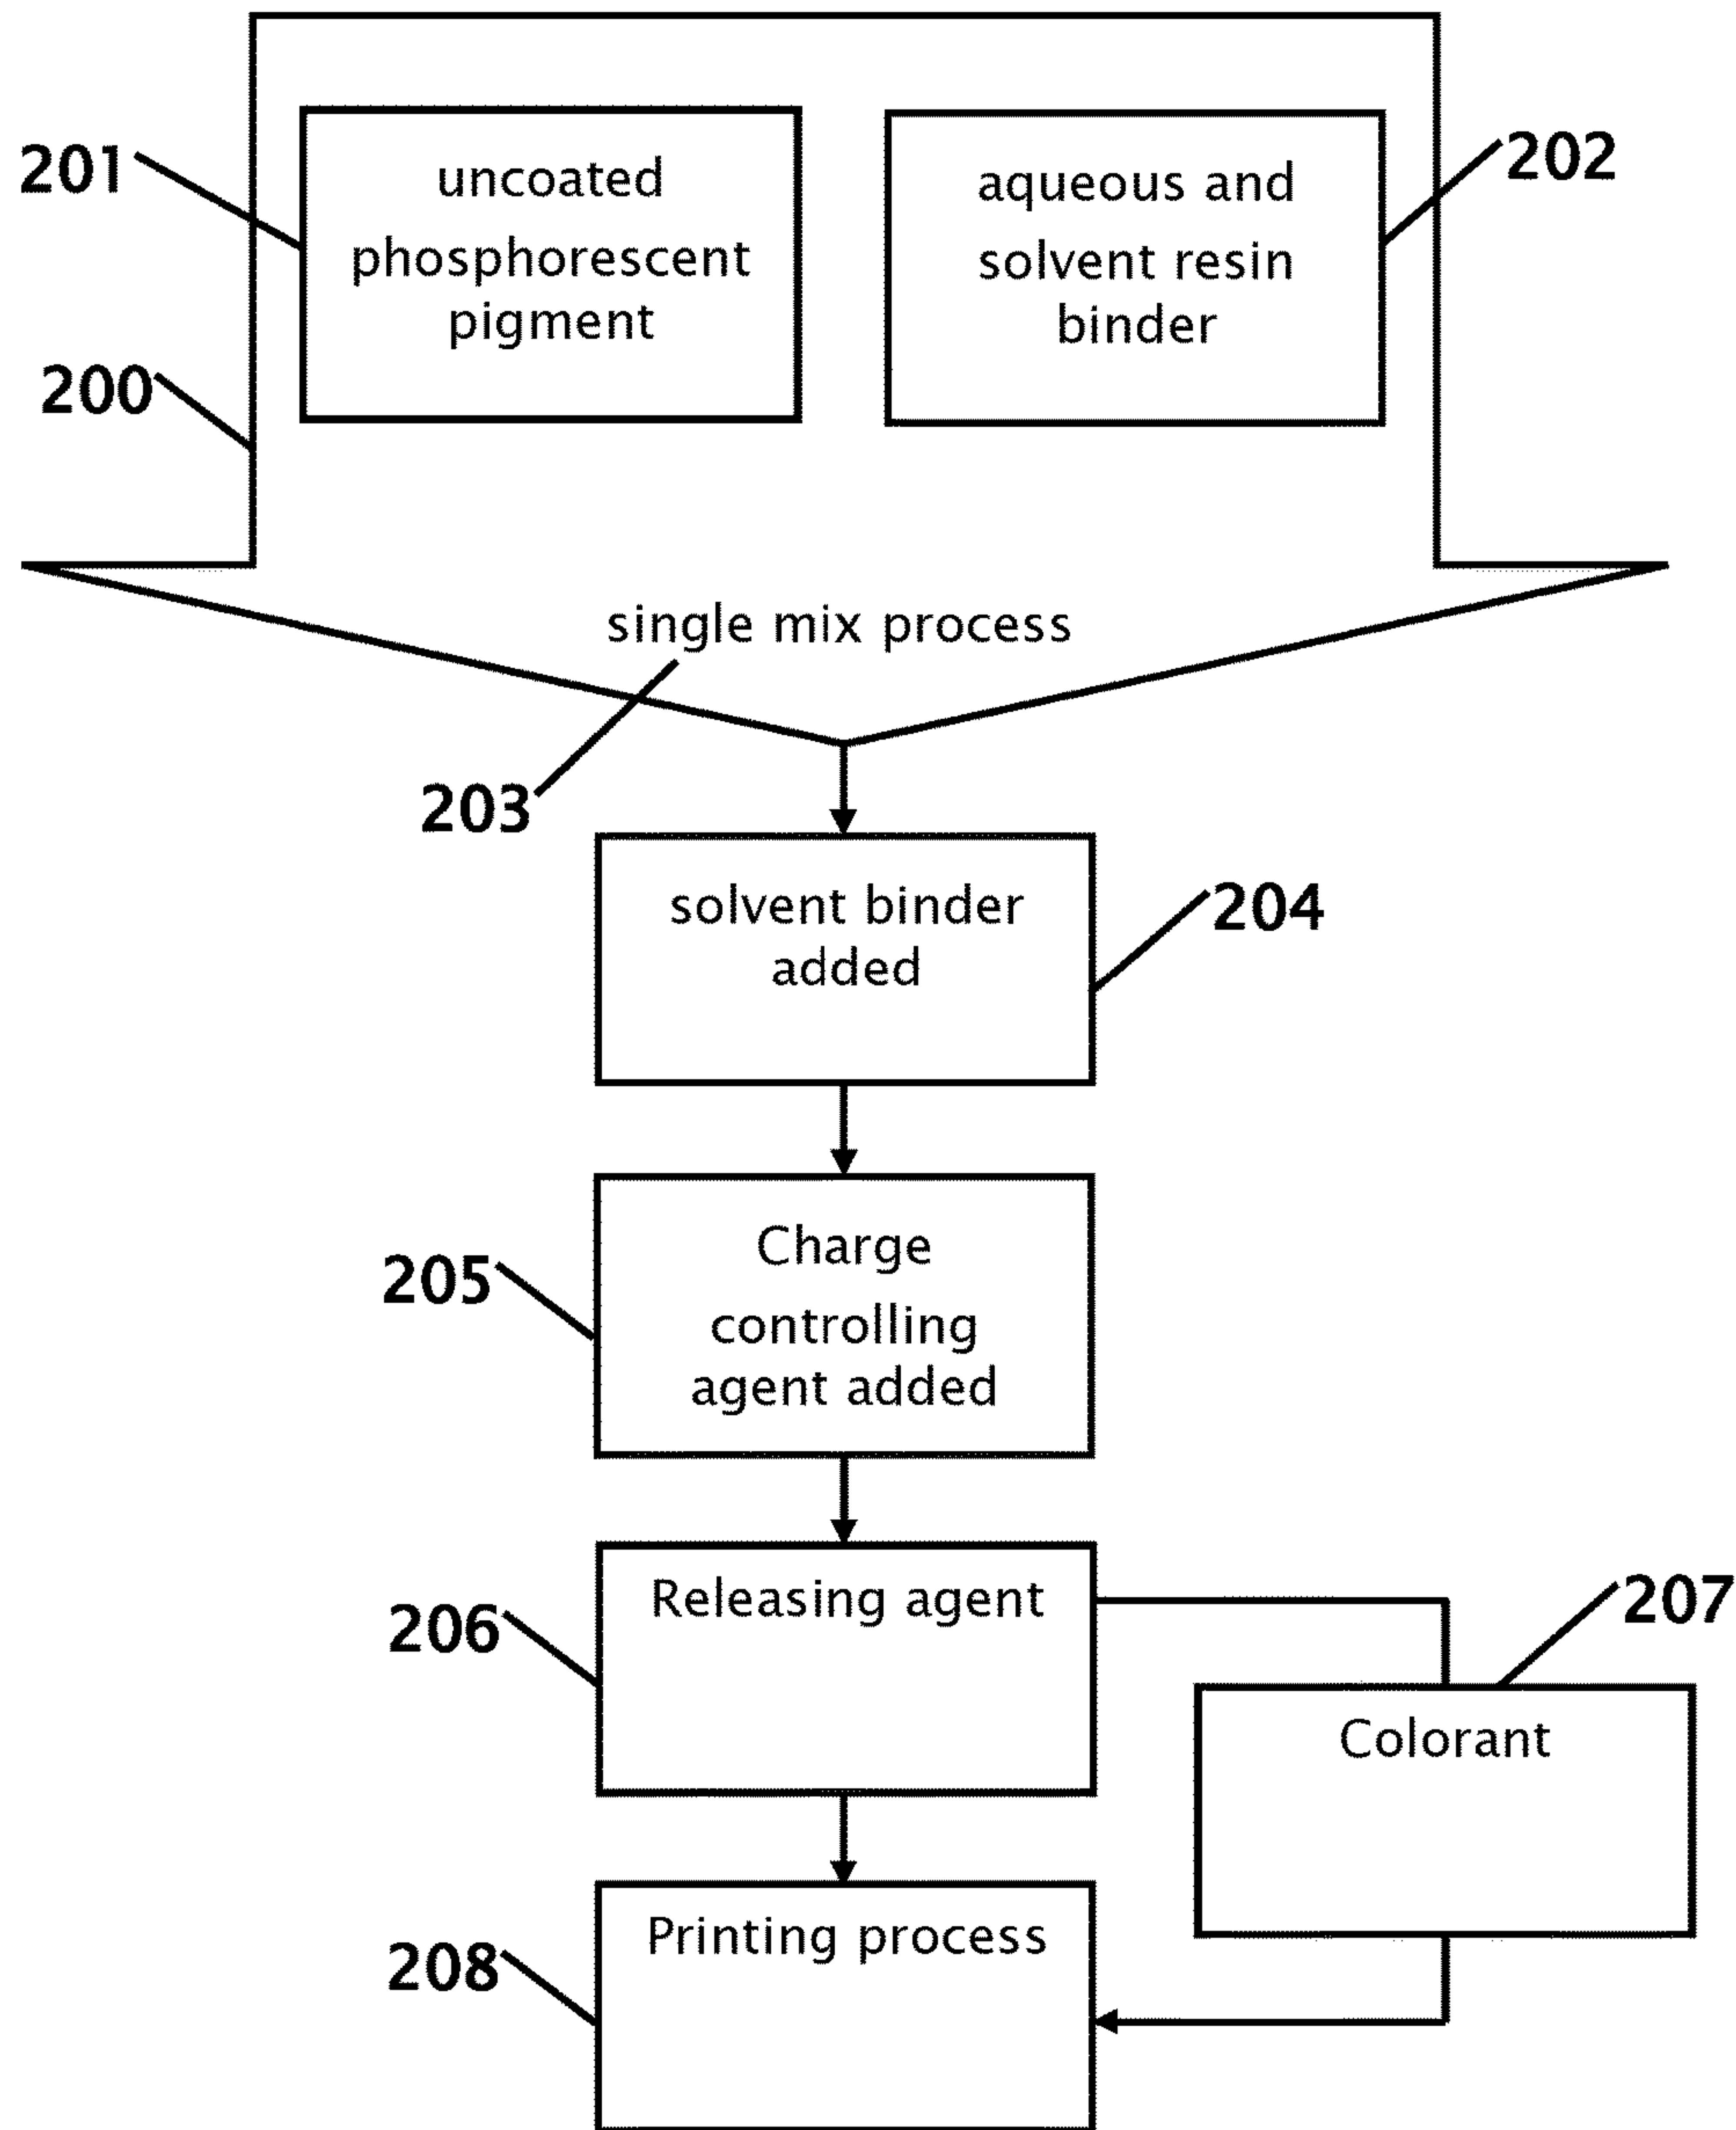 201
uncoated
phosphorescent
pigment
aqueous and
solvent resin
binder
202
200
single mix process
203
solvent binder
added
204
205
Charge
controlling
agent added
206
Releasing agent
207
Colorant
208
Printing process